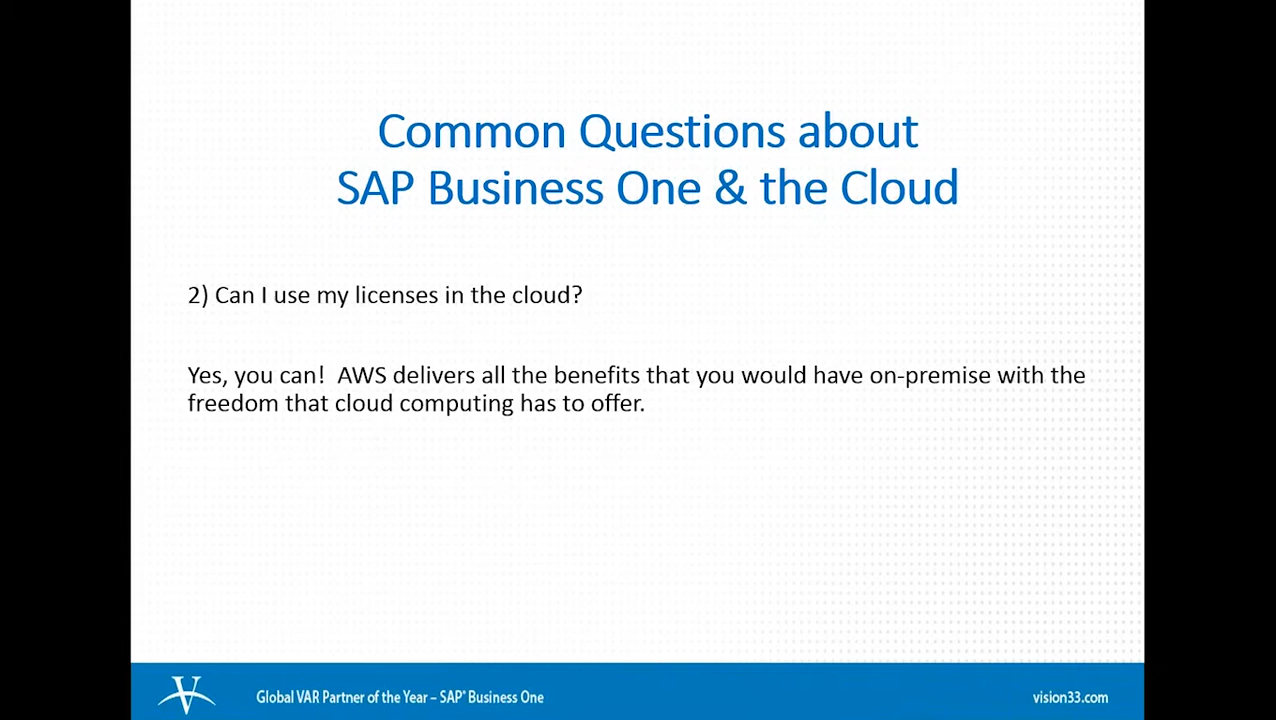 Common Questions about
SAP Business One & the Cloud
2) Can I use my licenses in the cloud?
Yes, you can!  AWS delivers all the benefits that you would have on-premise with the
freedom that cloud computing has to offer.
V
Global VAR Partner of the Year – SAP® Business One
vision33.com